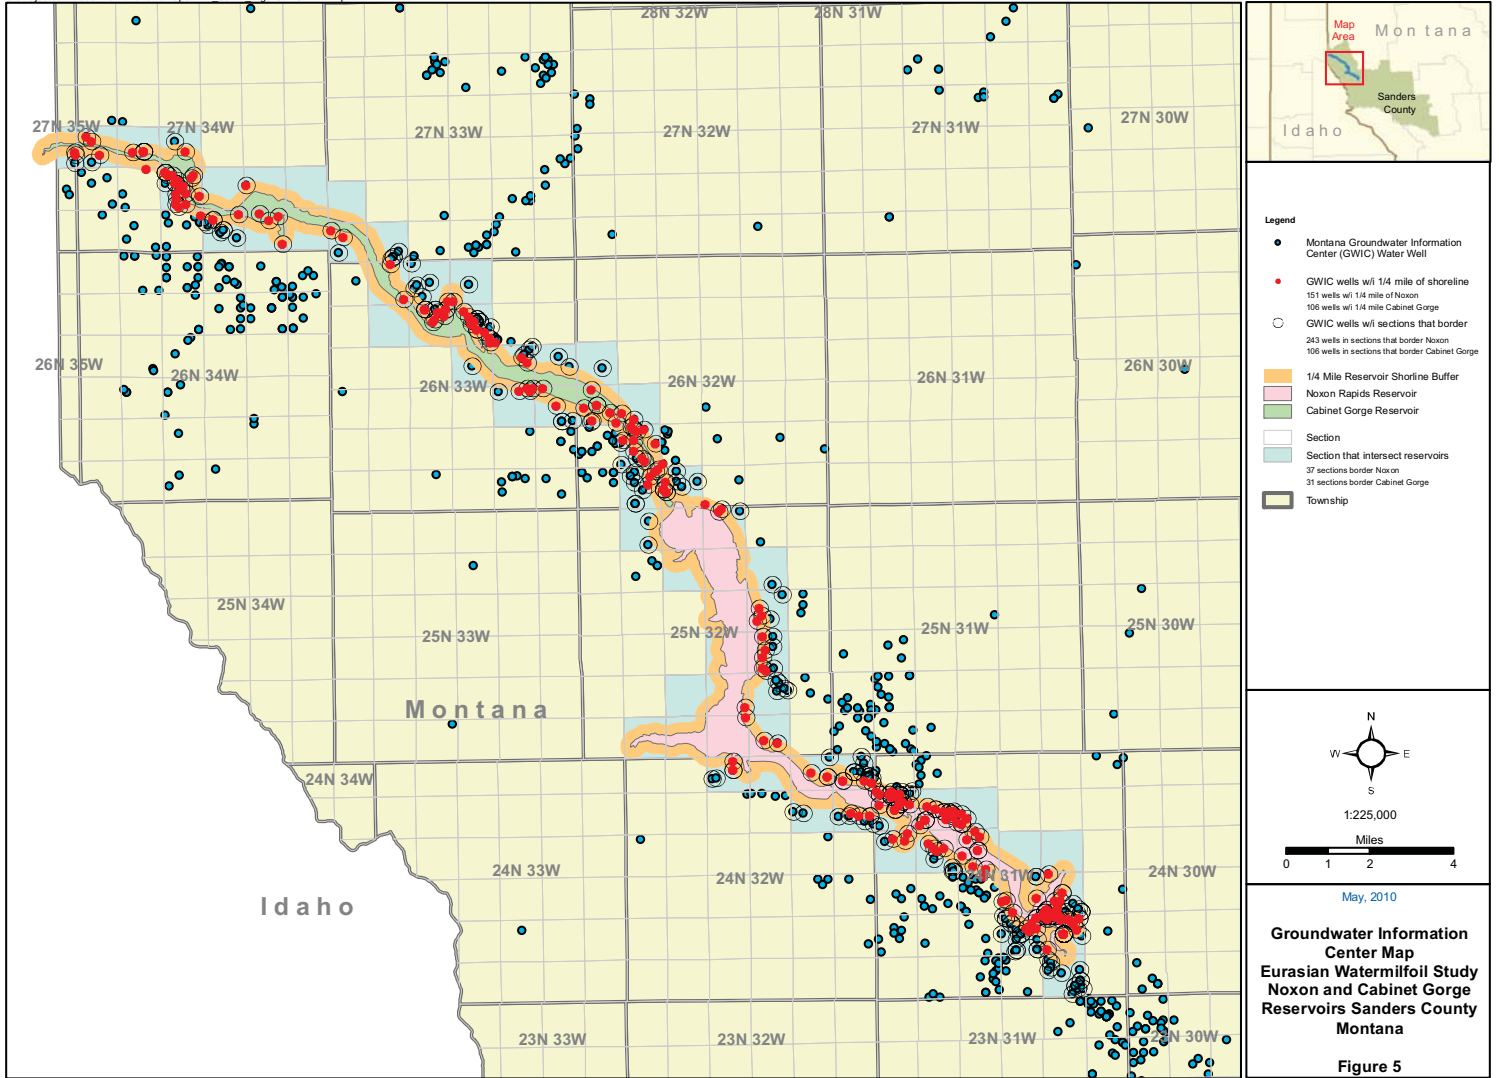 28N 32W
28N 31W
27N 35W
27N 34W
27N 33W
27N 32W
27N 31W
27N 30W
26N 35W
26N 34W
26N 33W
26N 32W
26N 31W
26N 30W
25N 34W
25N 33W
25N 32W
25N 31W
25N 30W
Montana
24N 34W
24N 33W
24N 32W
24N 31W
24N 30W
Idaho
23N 33W
23N 32W
23N 31W
23N 30W
Map
Area
Montana
Sanders
County
Idaho
Legend
Montana Groundwater Information
Center (GWIC) Water Well
GWIC wells w/i 1/4 mile of shoreline
151 wells w/i 1/4 mile of Noxon
106 wells w/i 1/4 mile Cabinet Gorge
GWIC wells w/i sections that border
243 wells in sections that border Noxon
106 wells in sections that border Cabinet Gorge
1/4 Mile Reservoir Shorline Buffer
Noxon Rapids Reservoir
Cabinet Gorge Reservoir
Section
Section that intersect reservoirs
37 sections border Noxon
31 sections border Cabinet Gorge
Township
N
W E
S
1:225,000
Miles
0 1 2 4
May, 2010
Groundwater Information
Center Map
Eurasian Watermilfoil Study
Noxon and Cabinet Gorge
Reservoirs Sanders County
Montana
Figure 5